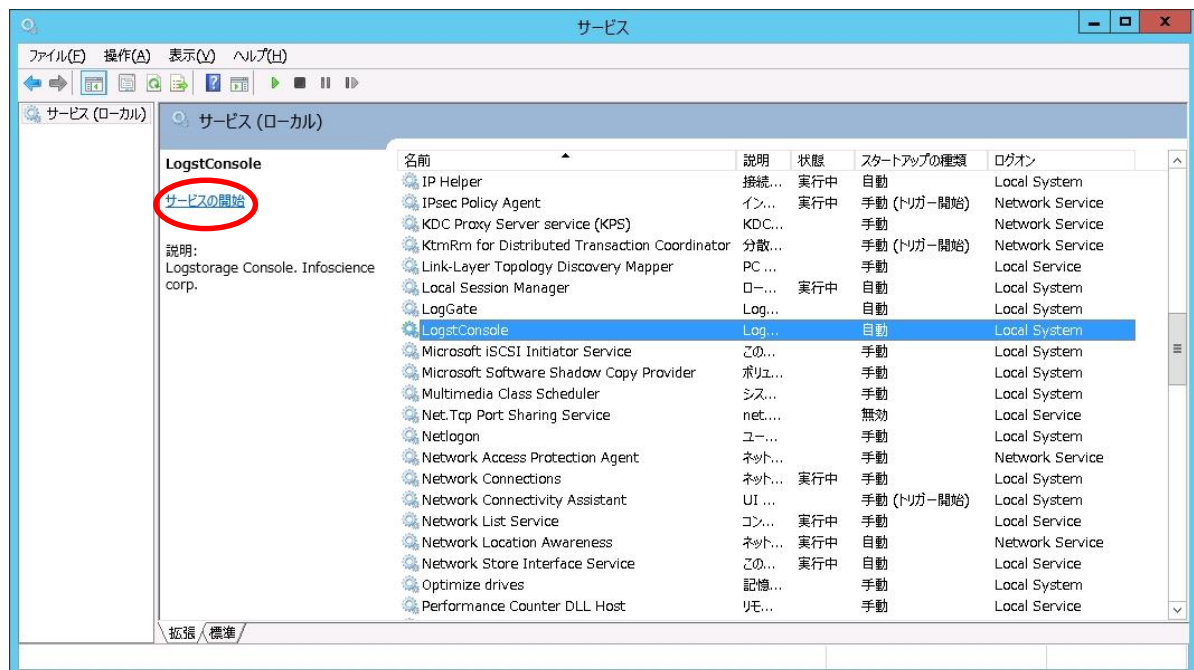 サービス
ファイル(F) 操作(A) 表示(V) ヘルプ(H)
サービス (ローカル)
サービス (ローカル)
LogstConsole
サービスの開始
説明:
Logstorage Console. Infoscience
corp.
名前 説明 状態 スタートアップの種類 ログオン
IP Helper 接続... 実行中 自動 Local System
IPsec Policy Agent イン... 実行中 手動 (トリガー開始) Network Service
KDC Proxy Server service (KPS) KDC... 手動 Network Service
KtmRm for Distributed Transaction Coordinator 分散... 手動 (トリガー開始) Network Service
Link-Layer Topology Discovery Mapper PC ... 手動 Local Service
Local Session Manager ロー... 実行中 自動 Local System
LogGate Log... 自動 Local System
LogstConsole Log... 自動 Local System
Microsoft iSCSI Initiator Service この... 手動 Local System
Microsoft Software Shadow Copy Provider ボリュ... 手動 Local System
Multimedia Class Scheduler シス... 手動 Local System
Net.Tcp Port Sharing Service net.... 無効 Local Service
Netlogon ユー... 手動 Local System
Network Access Protection Agent ネット... 手動 Network Service
Network Connections ネット... 実行中 手動 Local System
Network Connectivity Assistant UI ... 手動 (トリガー開始) Local System
Network List Service コン... 実行中 手動 Local Service
Network Location Awareness ネット... 実行中 自動 Network Service
Network Store Interface Service この... 実行中 自動 Local Service
Optimize drives 記憶... 手動 Local System
Performance Counter DLL Host リモ... 手動 Local Service
拡張 標準